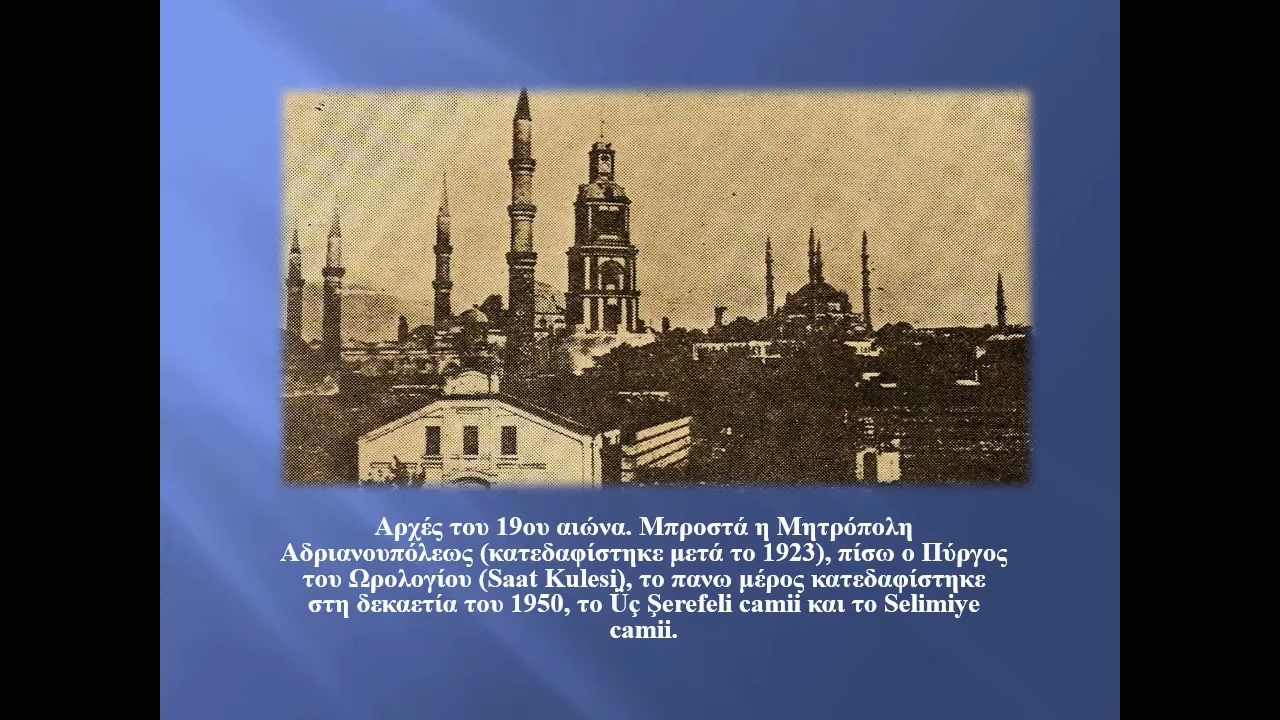 Αρχές του 19ου αιώνα. Μπροστά η Μητρόπολη
Αδριανουπόλεως (κατεδαφίστηκε μετά το 1923), πίσω ο Πύργος
του Ωρολογίου (Saat Kulesi), το πανω μέρος κατεδαφίστηκε
στη δεκαετία του 1950, το Üç Şerefeli camii και το Selimiye
camii.